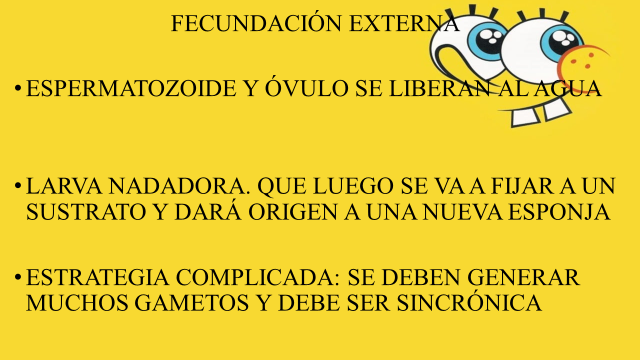 FECUNDACIÓN EXTERNA
• ESPERMATOZOIDE Y ÓVULO SE LIBERAN AL AGUA
• LARVA NADADORA. QUE LUEGO SE VA A FIJAR A UN
SUSTRATO Y DARÁ ORIGEN A UNA NUEVA ESPONJA
• ESTRATEGIA COMPLICADA: SE DEBEN GENERAR
MUCHOS GAMETOS Y DEBE SER SINCRÓNICA